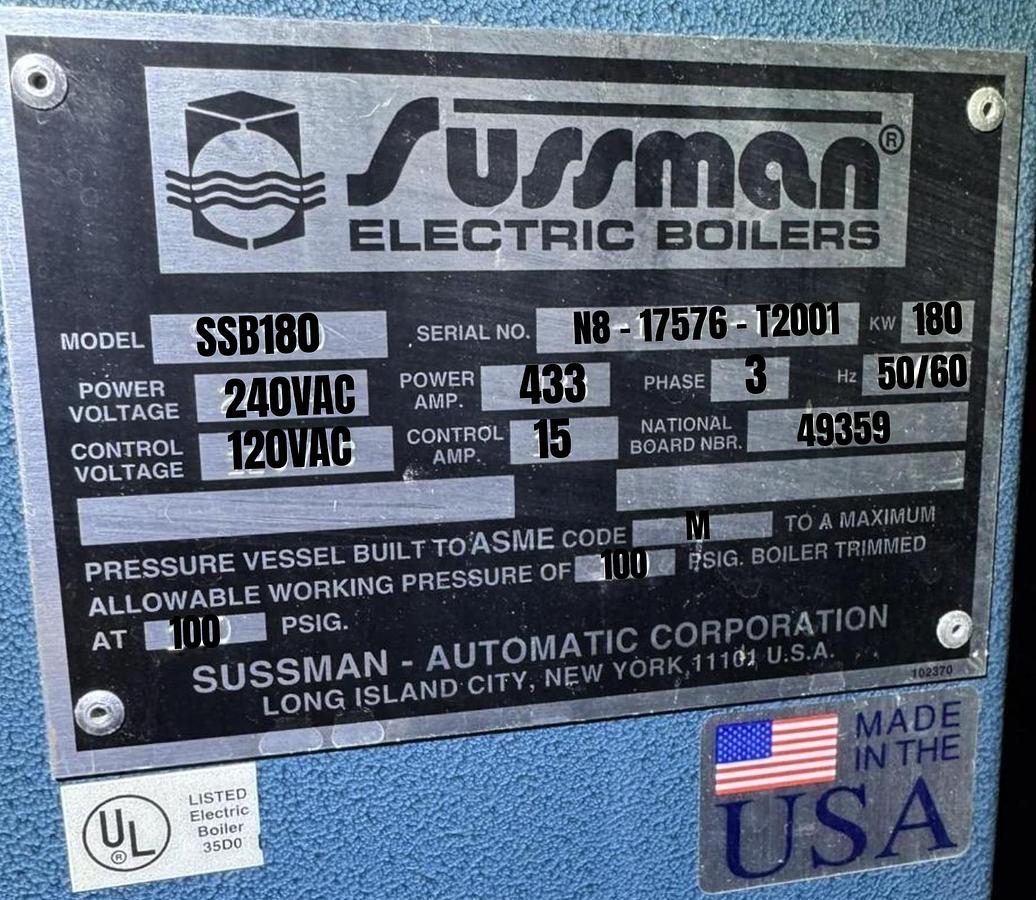 Sussman®
ELECTRIC BOILERS
MODEL SSB180 SERIAL NO. N8 - 17576 - T2001 KW 180
POWER VOLTAGE 240VAC POWER AMP. 433 PHASE 3 Hz 50/60
CONTROL VOLTAGE 120VAC CONTROL AMP. 15 NATIONAL BOARD NBR. 49359
PRESSURE VESSEL BUILT TO ASME CODE M TO A MAXIMUM
ALLOWABLE WORKING PRESSURE OF 100 PSIG. BOILER TRIMMED
AT 100 PSIG.
SUSSMAN - AUTOMATIC CORPORATION
LONG ISLAND CITY, NEW YORK, 11101 U.S.A.
102370
UL®
LISTED
Electric
Boiler
35D0
MADE
IN THE
USA